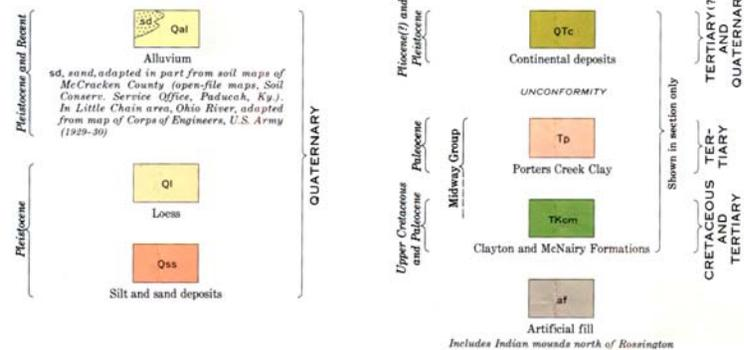 Pleistocene and Recent
sd
Qal
Alluvium
sd, sand, adapted in part from soil maps of
McCracken County (open-file maps, Soil
Conserv. Service Office, Paducah, Ky.).
In Little Chain area, Ohio River, adapted
from map of Corps of Engineers, U.S. Army
(1929-30)
Pleistocene
Ql
Loess
Qss
Silt and sand deposits
QUATERNARY
Pliocene(?) and
Pleistocene
QTc
Continental deposits
TERTIARY(?)
AND
QUATERNARY
UNCONFORMITY
Paleocene
Midway Group
Tp
Porters Creek Clay
Shown in section only
TER-
TIARY
Upper Cretaceous
and Paleocene
TKcm
Clayton and McNairy Formations
CRETACEOUS
AND
TERTIARY
af
Artificial fill
Includes Indian mounds north of Rossington